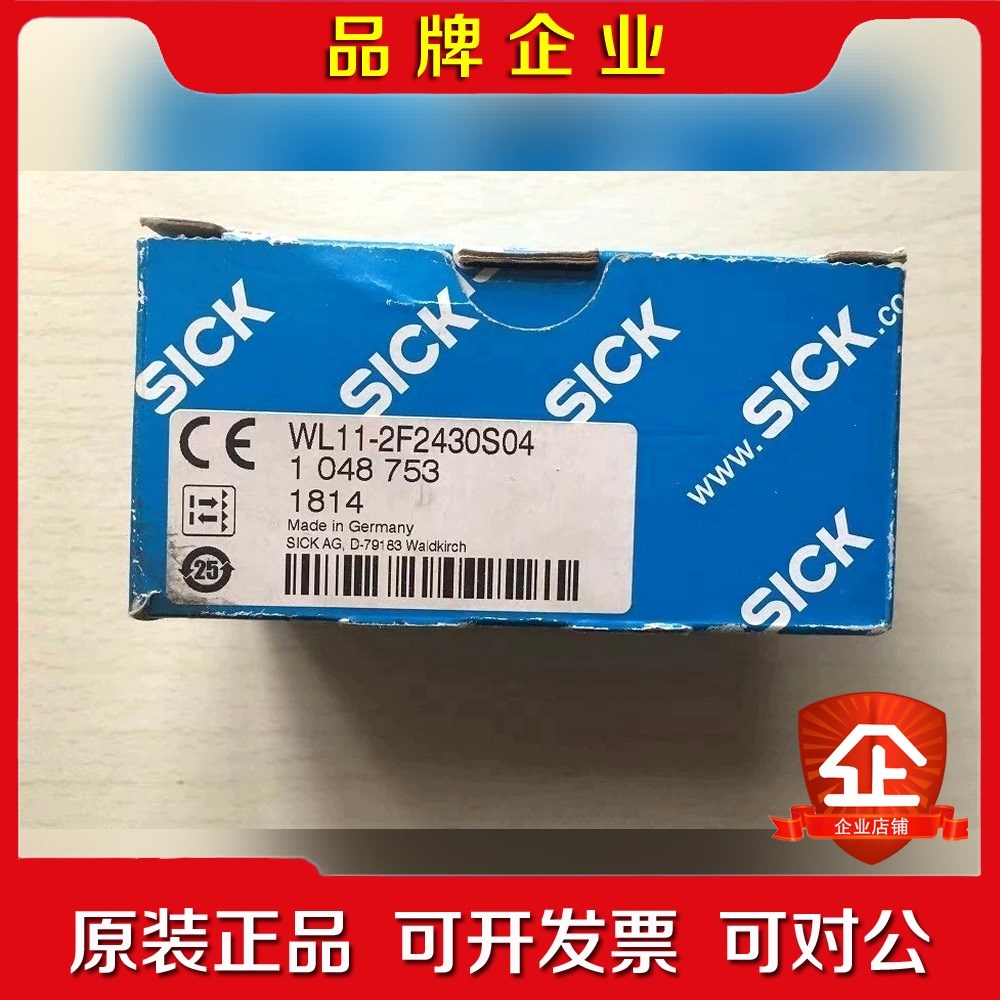 品牌企业
SICK
SICK
SICK
SICK
www.SICK.co
WL11-2F2430S04
1 048 753
1814
Made in Germany
SICK AG, D-79183 Waldkirch
CE
25
企
企业店铺
原装正品 可开发票 可对公